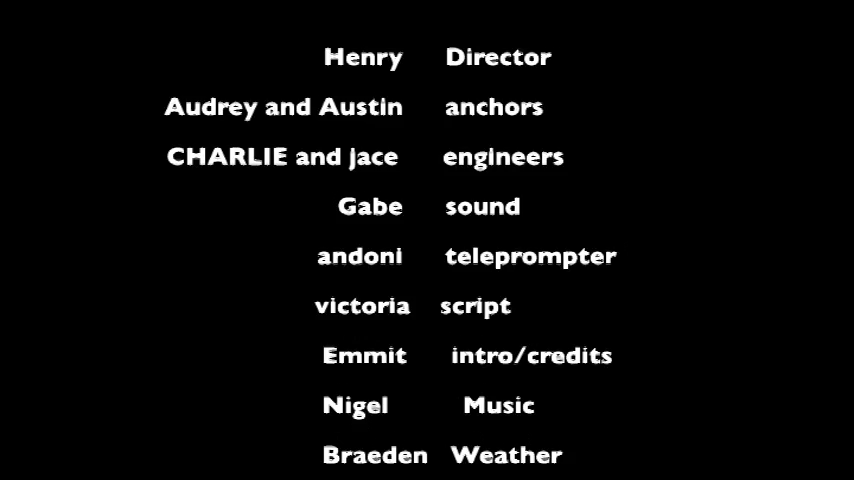 Henry Director
Audrey and Austin anchors
CHARLIE and jace engineers
Gabe sound
andoni teleprompter
victoria script
Emmit intro/credits
Nigel Music
Braeden Weather